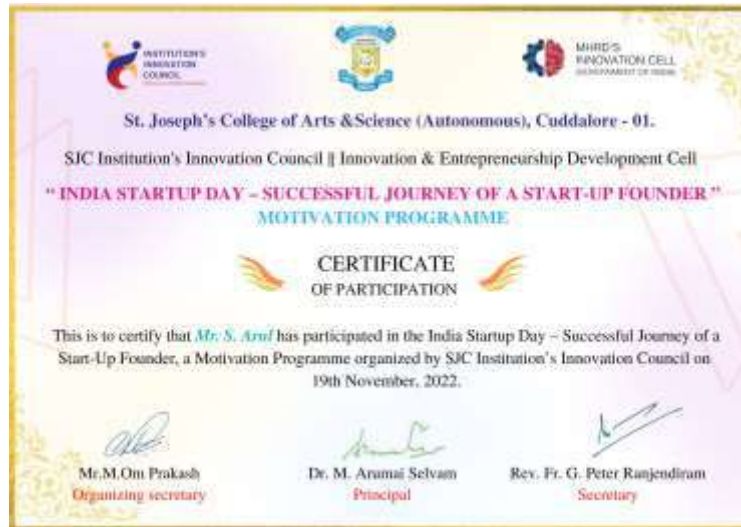 INSTITUTION'S
INNOVATION
COUNCIL
MHRD'S
INNOVATION CELL
(GOVERNMENT OF INDIA)
St. Joseph's College of Arts &Science (Autonomous), Cuddalore - 01.
SJC Institution's Innovation Council || Innovation & Entrepreneurship Development Cell
" INDIA STARTUP DAY – SUCCESSFUL JOURNEY OF A START-UP FOUNDER "
MOTIVATION PROGRAMME
CERTIFICATE
OF PARTICIPATION
This is to certify that Mr. S. Arul has participated in the India Startup Day – Successful Journey of a
Start-Up Founder, a Motivation Programme organized by SJC Institution's Innovation Council on
19th November, 2022.
Mr.M.Om Prakash
Organizing secretary
Dr. M. Arumai Selvam
Principal
Rev. Fr. G. Peter Ranjendiram
Secretary